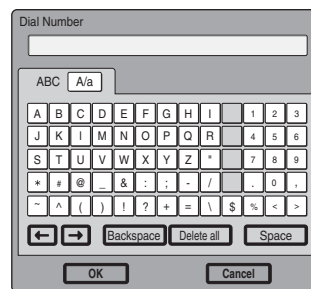 Dial Number
ABC A/a
A B C D E F G H I 1 2 3
J K l M N O P Q R 4 5 6
S T U V W X Y Z " 7 8 9
* # @ _ & : ; - / . 0 ,
~ ^ ( ) ! ? + = \ $ % < >
← → Backspace Delete all Space
OK Cancel